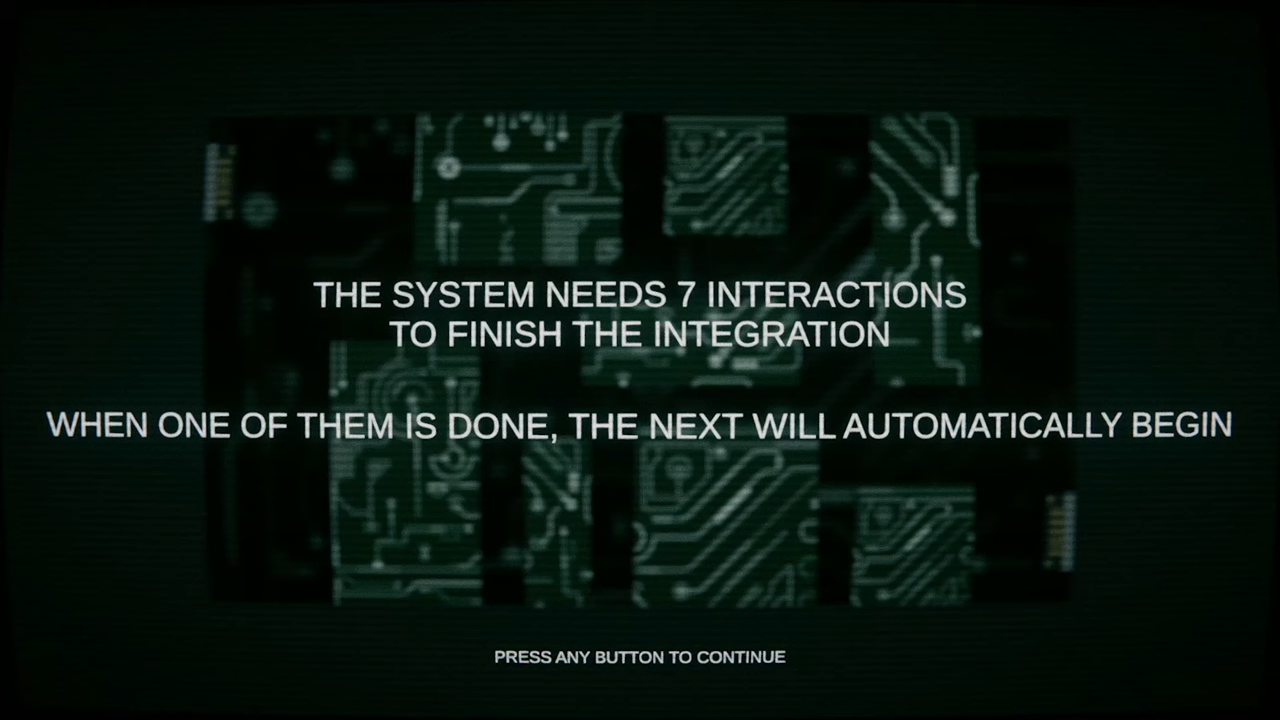 THE SYSTEM NEEDS 7 INTERACTIONS
TO FINISH THE INTEGRATION
WHEN ONE OF THEM IS DONE, THE NEXT WILL AUTOMATICALLY BEGIN
PRESS ANY BUTTON TO CONTINUE